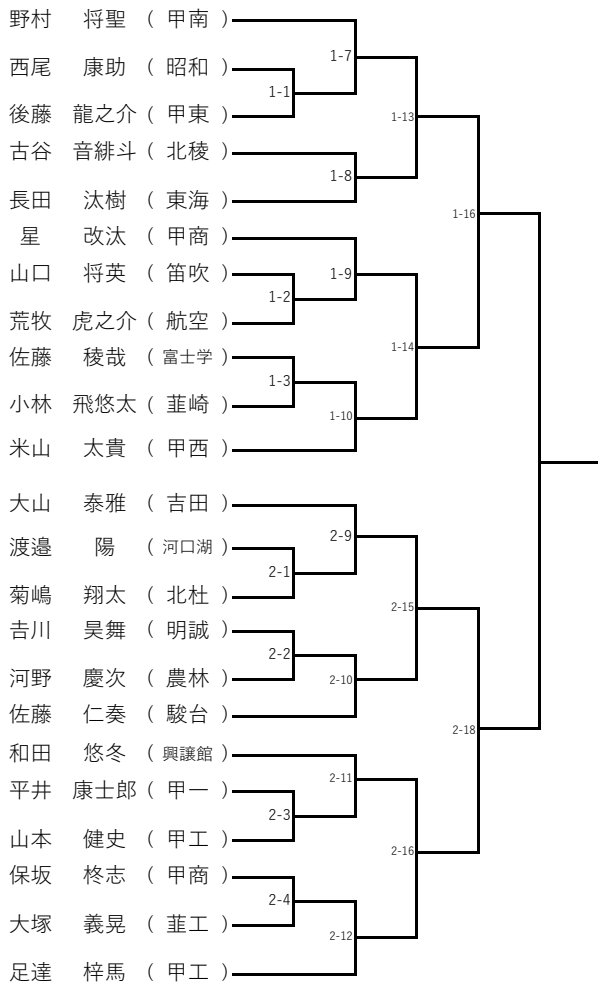 野村 将聖 ( 甲南 )
1-7
西尾 康助 ( 昭和 )
1-1
後藤 龍之介 ( 甲東 )
1-13
古谷 音緋斗 ( 北稜 )
1-8
長田 汰樹 ( 東海 )
1-16
星 改汰 ( 甲商 )
山口 将英 ( 笛吹 )
1-9
1-2
荒牧 虎之介 ( 航空 )
1-14
佐藤 稜哉 ( 富士学 )
1-3
小林 飛悠太 ( 韮崎 )
1-10
米山 太貴 ( 甲西 )
大山 泰雅 ( 吉田 )
2-9
渡邉 陽 ( 河口湖 )
2-1
菊嶋 翔太 ( 北杜 )
2-15
𠮷川 昊舞 ( 明誠 )
2-2
河野 慶次 ( 農林 )
2-10
佐藤 仁奏 ( 駿台 )
2-18
和田 悠冬 ( 興譲館 )
2-11
平井 康士郎 ( 甲一 )
2-3
山本 健史 ( 甲工 )
2-16
保坂 柊志 ( 甲商 )
2-4
大塚 義晃 ( 韮工 )
2-12
足達 梓馬 ( 甲工 )